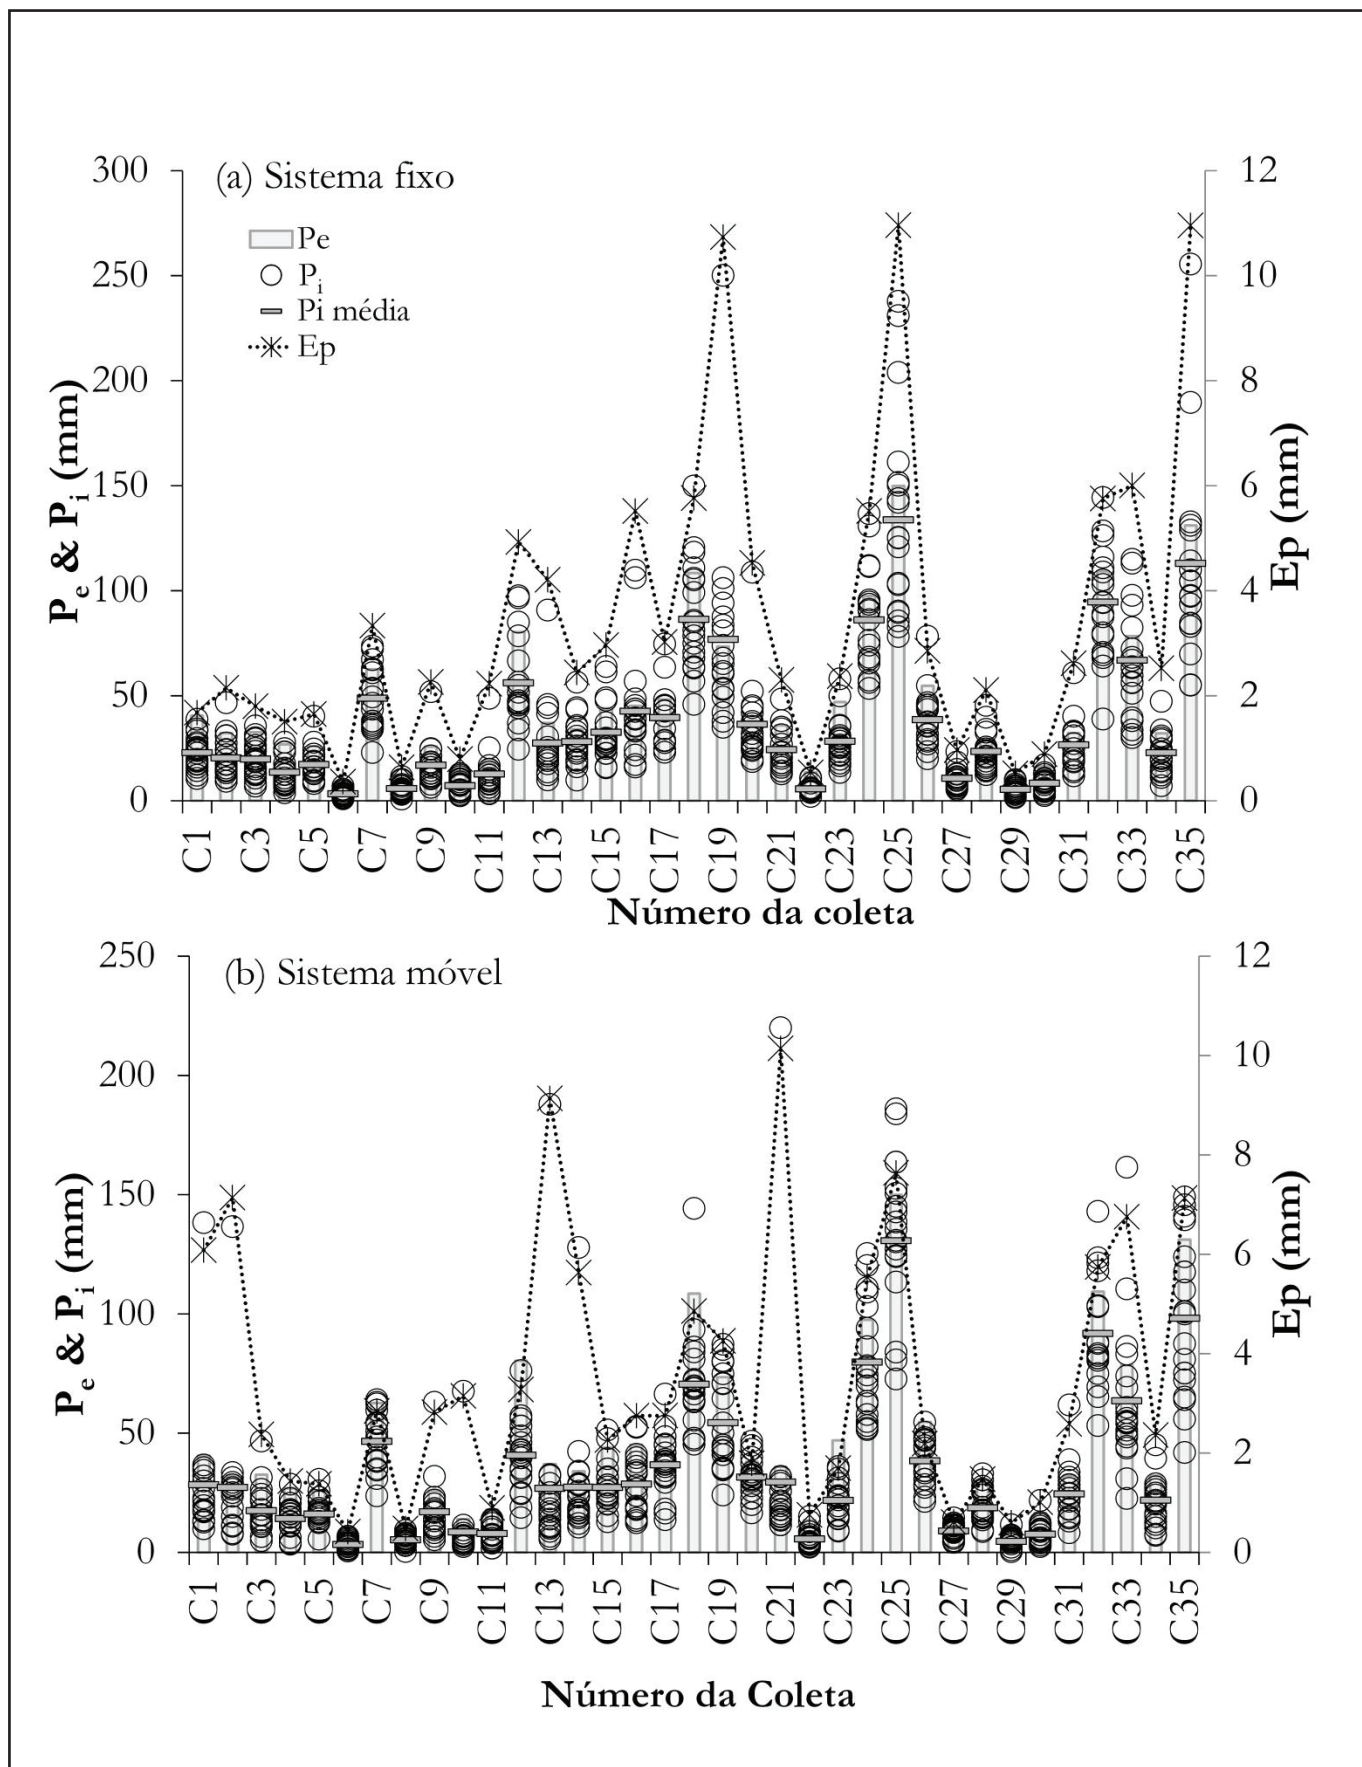 (a) Sistema fixo
Pe
Pi
Pi média
Ep
300
250
200
150
100
50
0
12
10
8
6
4
2
0
Pe & Pi (mm)
Ep (mm)
C1
C3
C5
C7
C9
C11
C13
C15
C17
C19
C21
C23
C25
C27
C29
C31
C33
C35
Número da coleta
(b) Sistema móvel
250
200
150
100
50
0
12
10
8
6
4
2
0
Pe & Pi (mm)
Ep (mm)
C1
C3
C5
C7
C9
C11
C13
C15
C17
C19
C21
C23
C25
C27
C29
C31
C33
C35
Número da Coleta